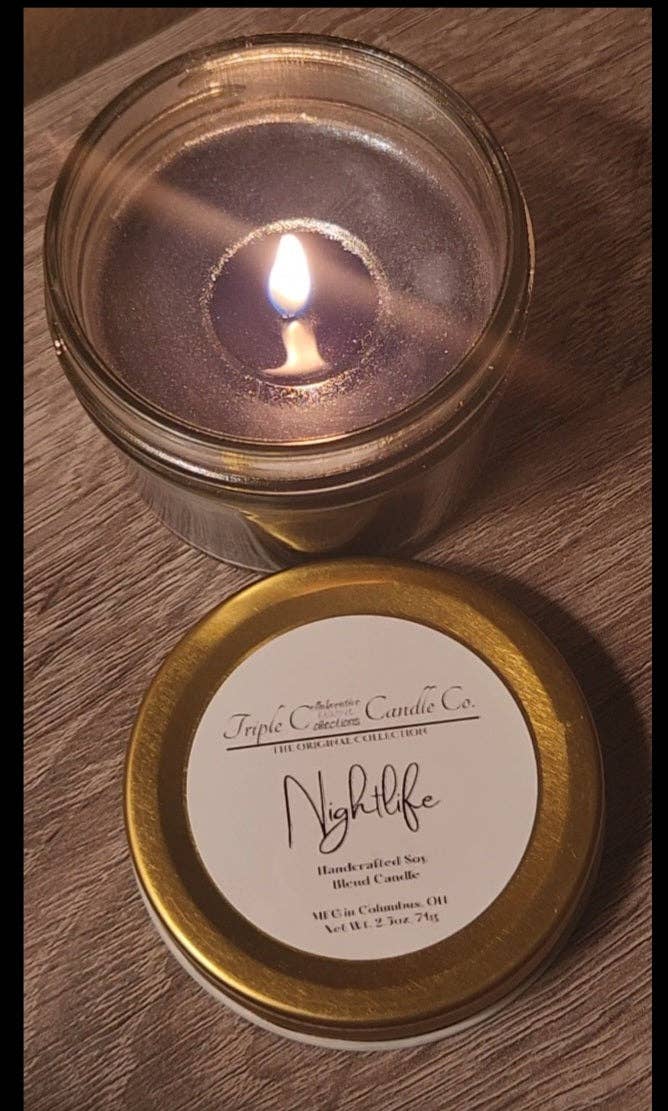 Triple C Candle Co.
THE ORIGINAL COLLECTION
Nightlife
Handcrafted Soy
Blend Candle
MFG in Columbus, OH
Net Wt. 2.5oz, 71g